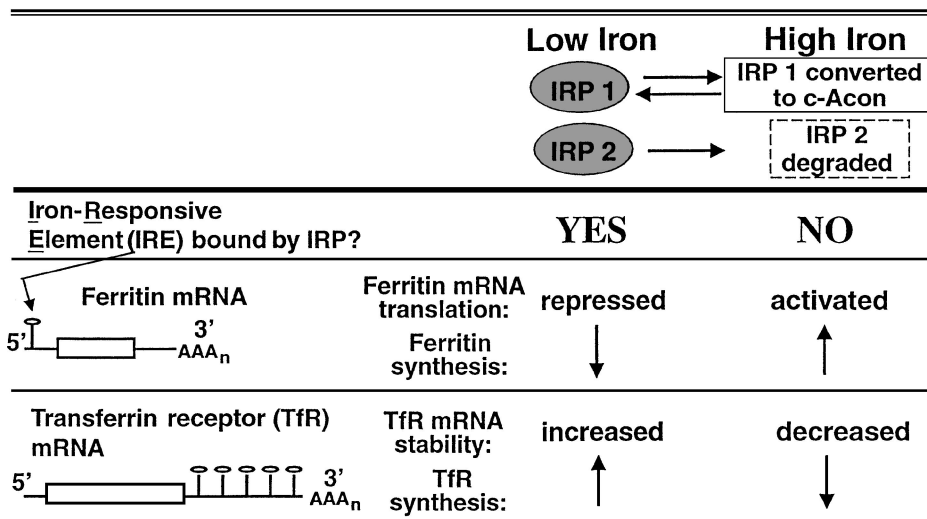 Low Iron
High Iron
IRP 1
IRP 1 converted
to c-Acon
IRP 2
IRP 2
degraded
Iron-Responsive
Element (IRE) bound by IRP?
YES
NO
Ferritin mRNA
5’
3’
AAAn
Ferritin mRNA
translation:
repressed
activated
Ferritin
synthesis:
Transferrin receptor (TfR)
mRNA
5’
3’
AAAn
TfR mRNA
stability:
increased
decreased
TfR
synthesis: